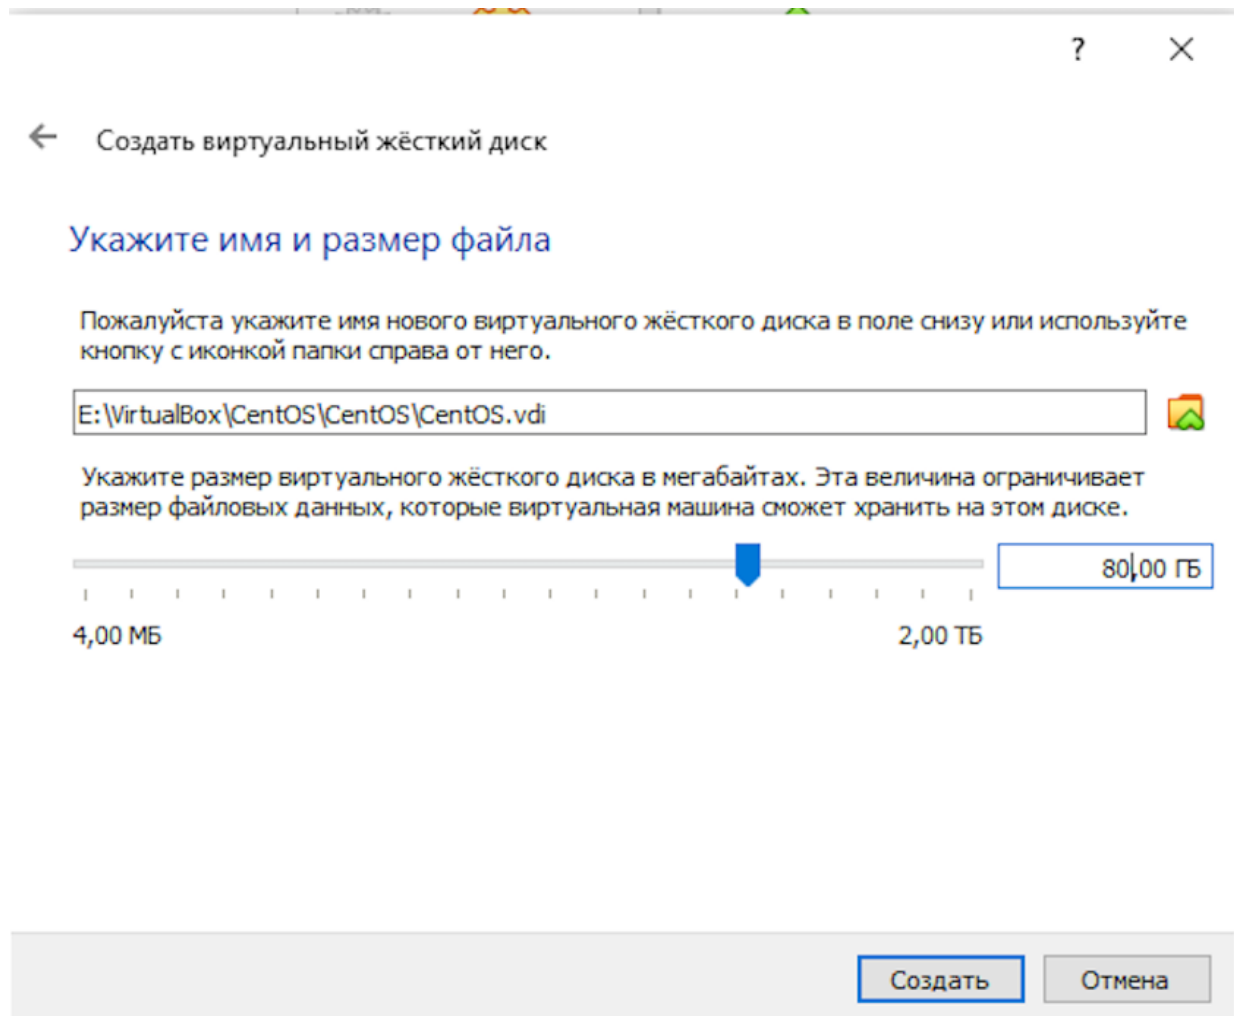 ?
Создать виртуальный жёсткий диск
Укажите имя и размер файла
Пожалуйста укажите имя нового виртуального жёсткого диска в поле снизу или используйте
кнопку с иконкой папки справа от него.
E:\VirtualBox\CentOS\CentOS\CentOS.vdi
Укажите размер виртуального жёсткого диска в мегабайтах. Эта величина ограничивает
размер файловых данных, которые виртуальная машина сможет хранить на этом диске.
80,00 ГБ
4,00 МБ 2,00 ТБ
Создать Отмена